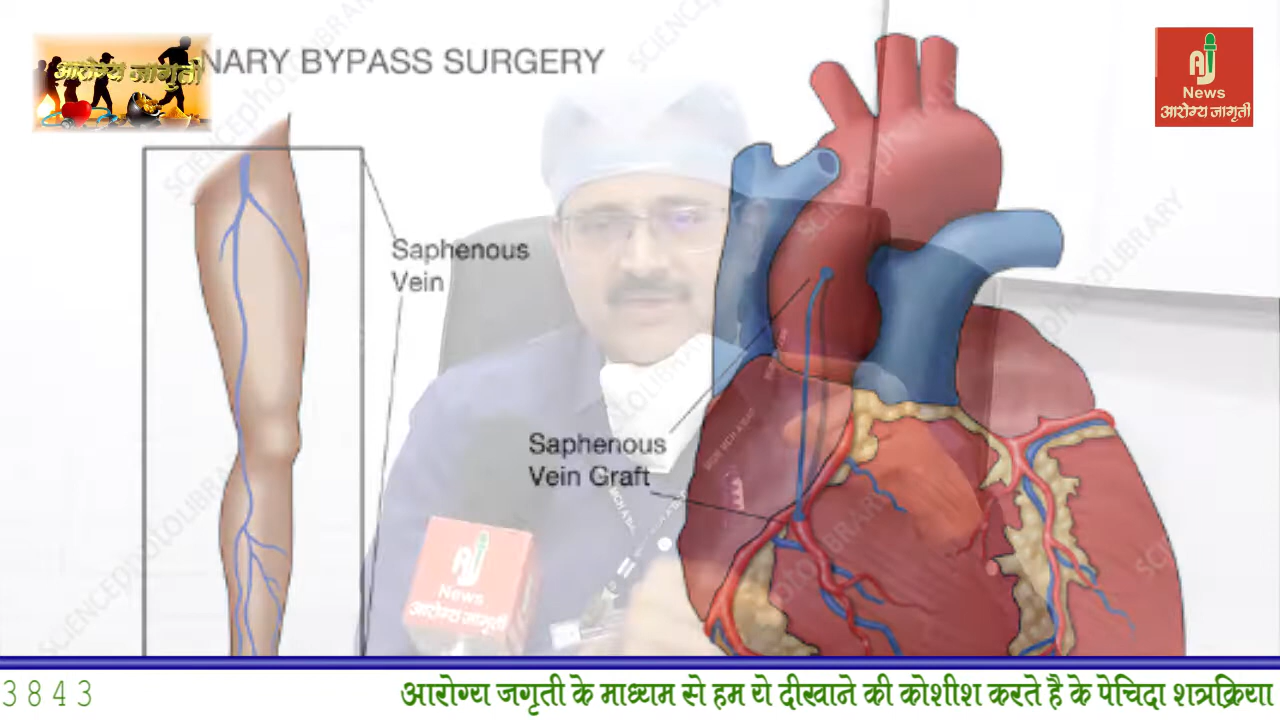 आरोग्य जागृती
NARY BYPASS SURGERY
AJ
News
आरोग्य जागृती
Saphenous
Vein
Saphenous
Vein Graft
AJ
News
आरोग्य जागृती
SCIENCEPHOTOLIBRARY
3843
आरोग्य जगृती के माध्यम से हम ये दीखाने की कोशीश करते है के पेचिदा शत्रक्रिया